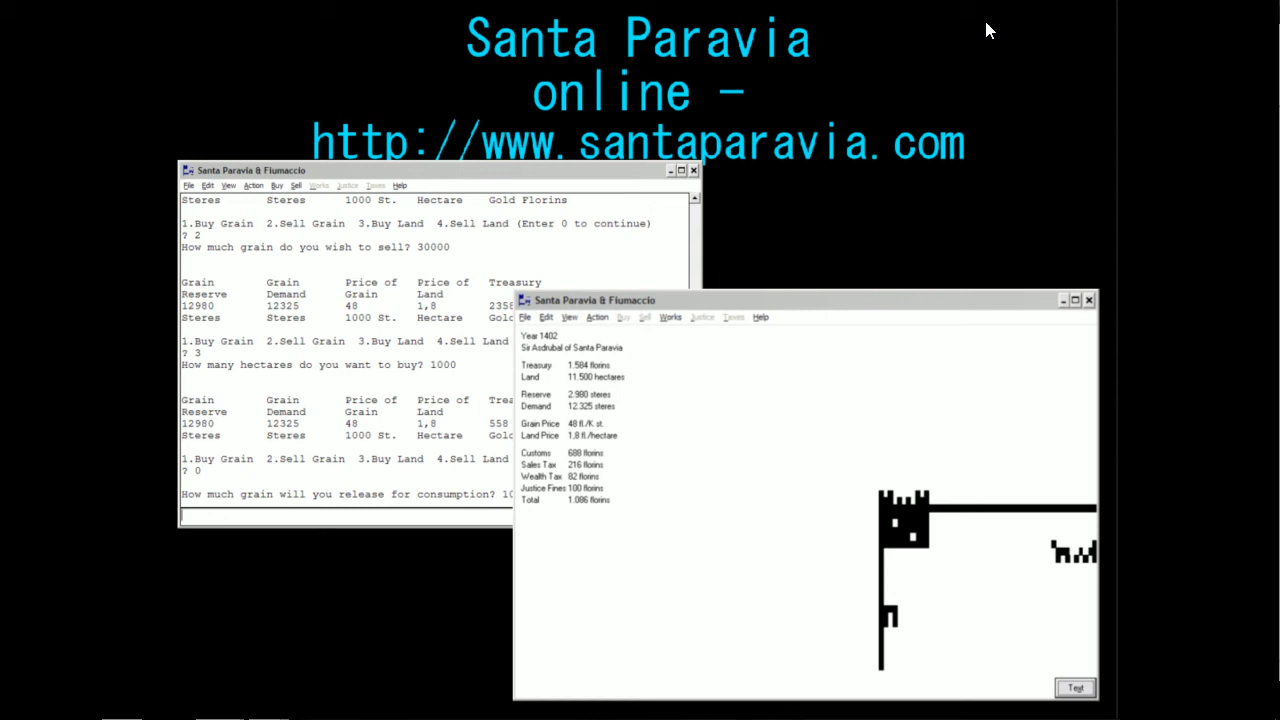 Santa Paravia
online -
http://www.santaparavia.com
Santa Paravia & Fiumaccio
File Edit View Action Buy Sell Works Justice Taxes Help
Steres Steres 1000 St. Hectare Gold Florins
1.Buy Grain 2.Sell Grain 3.Buy Land 4.Sell Land (Enter 0 to continue)
? 2
How much grain do you wish to sell? 30000
Grain Grain Price of Price of Treasury
Reserve Demand Grain Land
12980 12325 48 1,8 2358
Steres Steres 1000 St. Hectare Gold
1.Buy Grain 2.Sell Grain 3.Buy Land 4.Sell Land
? 3
How many hectares do you want to buy? 1000
Grain Grain Price of Price of Trea
Reserve Demand Grain Land
12980 12325 48 1,8 558
Steres Steres 1000 St. Hectare Gold
1.Buy Grain 2.Sell Grain 3.Buy Land 4.Sell Land
? 0
How much grain will you release for consumption? 10
Santa Paravia & Fiumaccio
File Edit View Action Buy Sell Works Justice Taxes Help
Year 1402
Sir Asdrubal of Santa Paravia
Treasury 1.584 florins
Land 11.500 hectares
Reserve 2.980 steres
Demand 12.325 steres
Grain Price 48 fl./K st.
Land Price 1,8 fl./hectare
Customs 688 florins
Sales Tax 216 florins
Wealth Tax 82 florins
Justice Fines 100 florins
Total 1.086 florins
Text